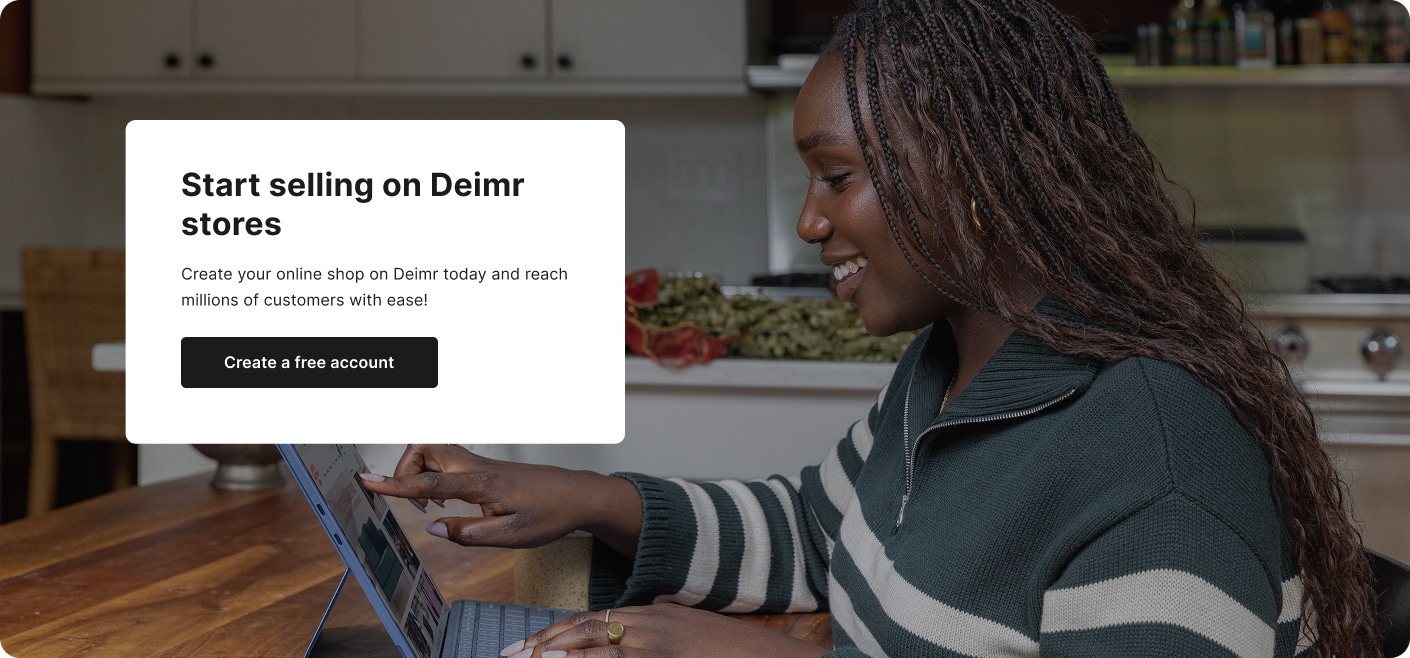 Start selling on Deimr
stores
Create your online shop on Deimr today and reach
millions of customers with ease!
Create a free account